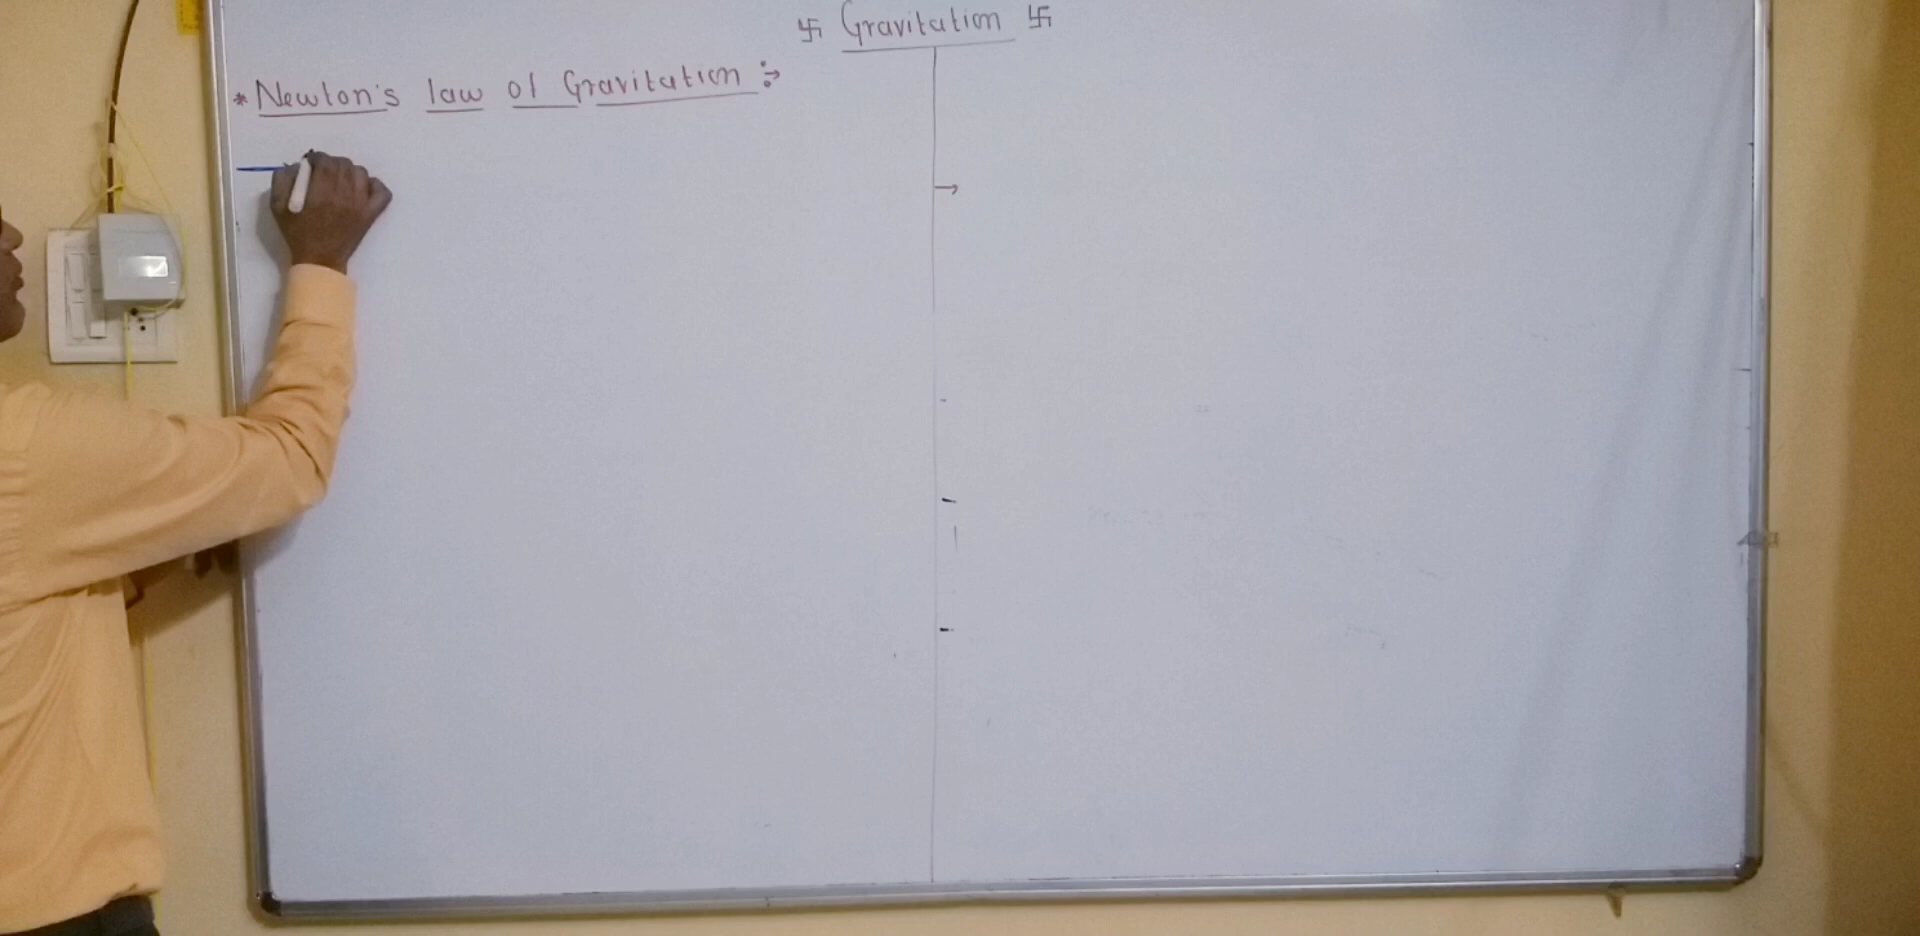 卐 Gravitation 卐
* Newton's law of Gravitation :→